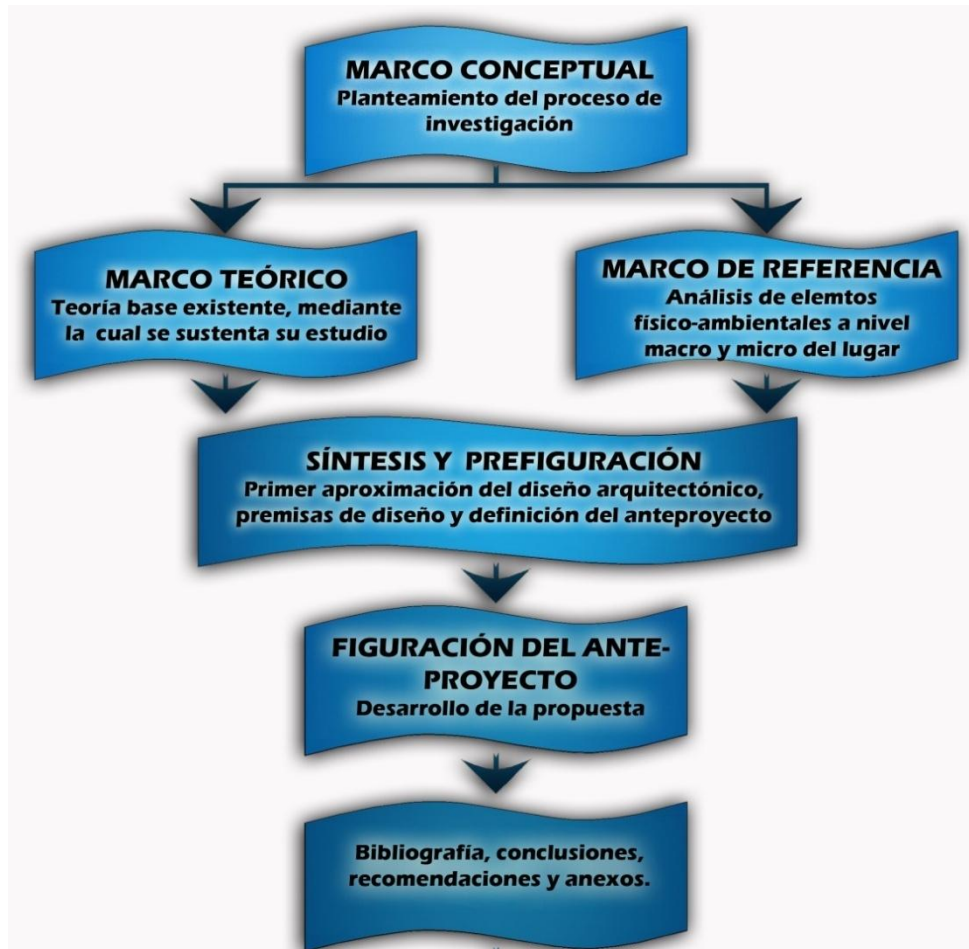 MARCO CONCEPTUAL
Planteamiento del proceso de
investigación
MARCO TEÓRICO
Teoría base existente, mediante
la cual se sustenta su estudio
MARCO DE REFERENCIA
Análisis de elemtos
físico-ambientales a nivel
macro y micro del lugar
SÍNTESIS Y PREFIGURACIÓN
Primer aproximación del diseño arquitectónico,
premisas de diseño y definición del anteproyecto
FIGURACIÓN DEL ANTE-
PROYECTO
Desarrollo de la propuesta
Bibliografía, conclusiones,
recomendaciones y anexos.